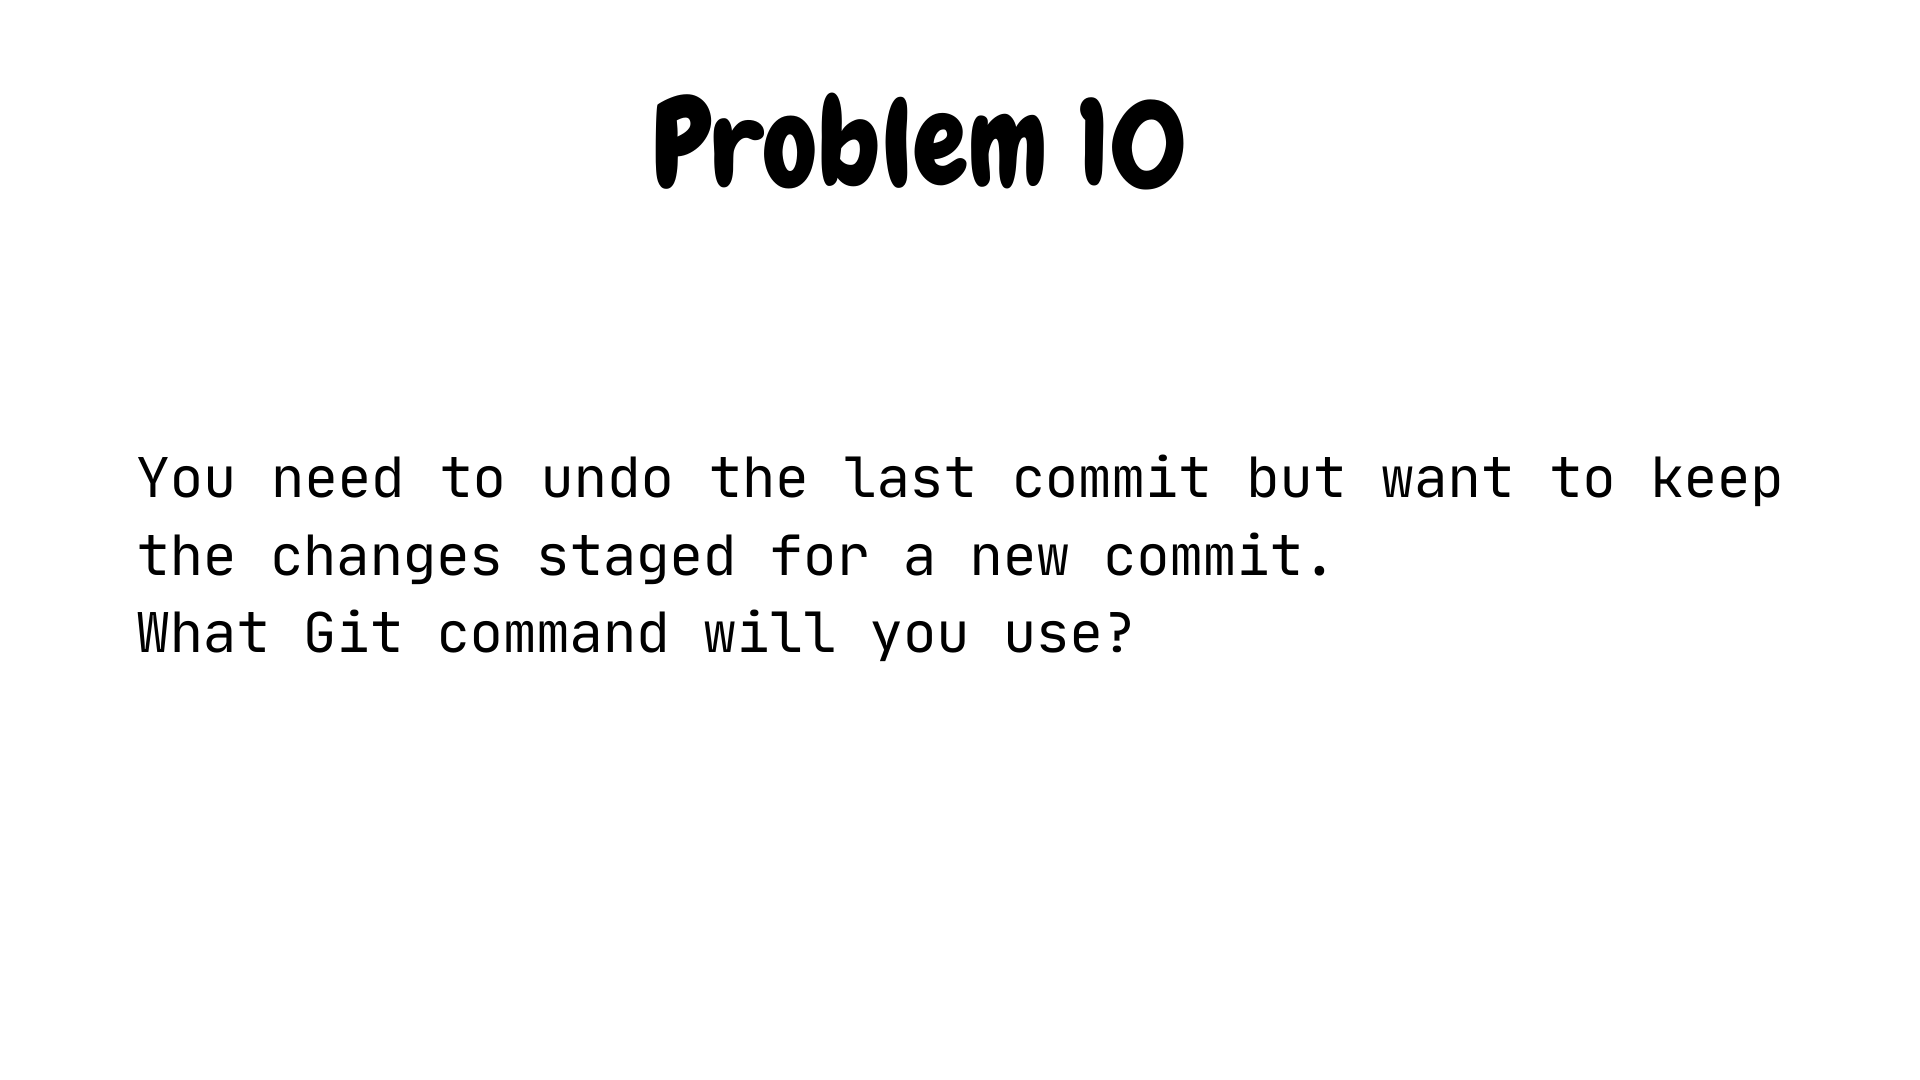 Problem 10
You need to undo the last commit but want to keep
the changes staged for a new commit.
What Git command will you use?